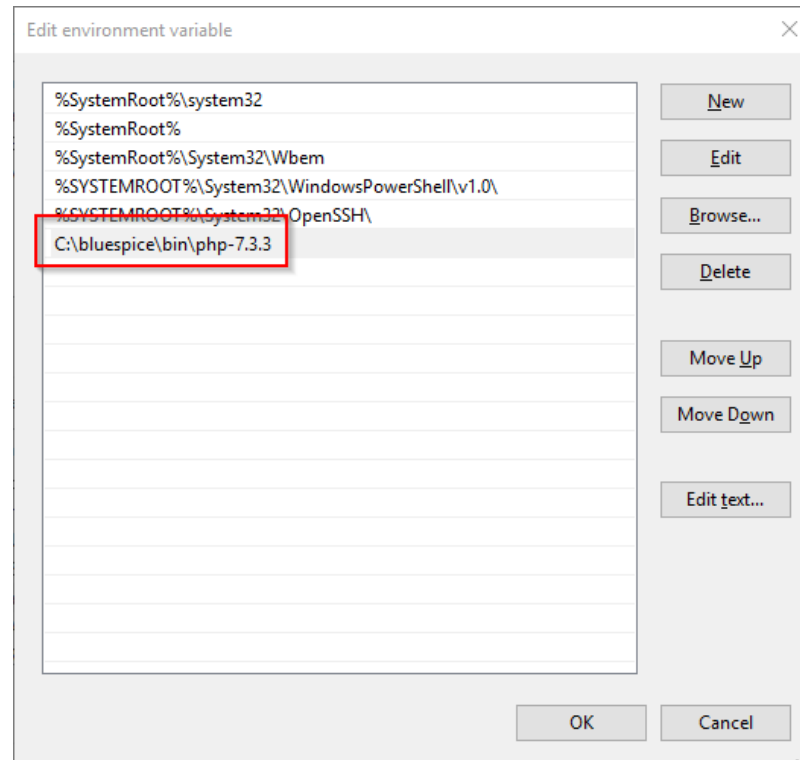 Edit environment variable
%SystemRoot%\system32
%SystemRoot%
%SystemRoot%\System32\Wbem
%SYSTEMROOT%\System32\WindowsPowerShell\v1.0\
%SYSTEMROOT%\System32\OpenSSH\
C:\bluespice\bin\php-7.3.3
New
Edit
Browse...
Delete
Move Up
Move Down
Edit text...
OK
Cancel